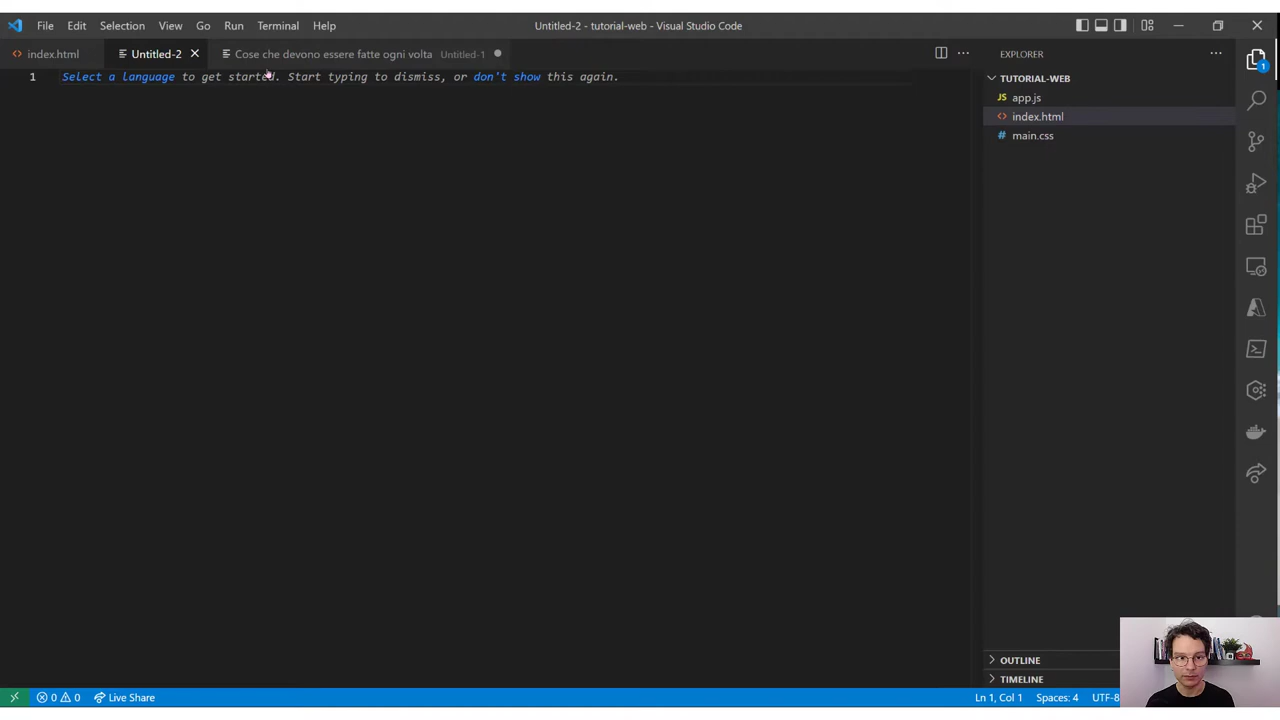 File Edit Selection View Go Run Terminal Help
Untitled-2 - tutorial-web - Visual Studio Code
index.html
Untitled-2
Cose che devono essere fatte ogni volta Untitled-1
EXPLORER
1 Select a language to get started. Start typing to dismiss, or don't show this again.
TUTORIAL-WEB
JS app.js
index.html
# main.css
1
OUTLINE
TIMELINE
0 0 Live Share
Ln 1, Col 1 Spaces: 4 UTF-8